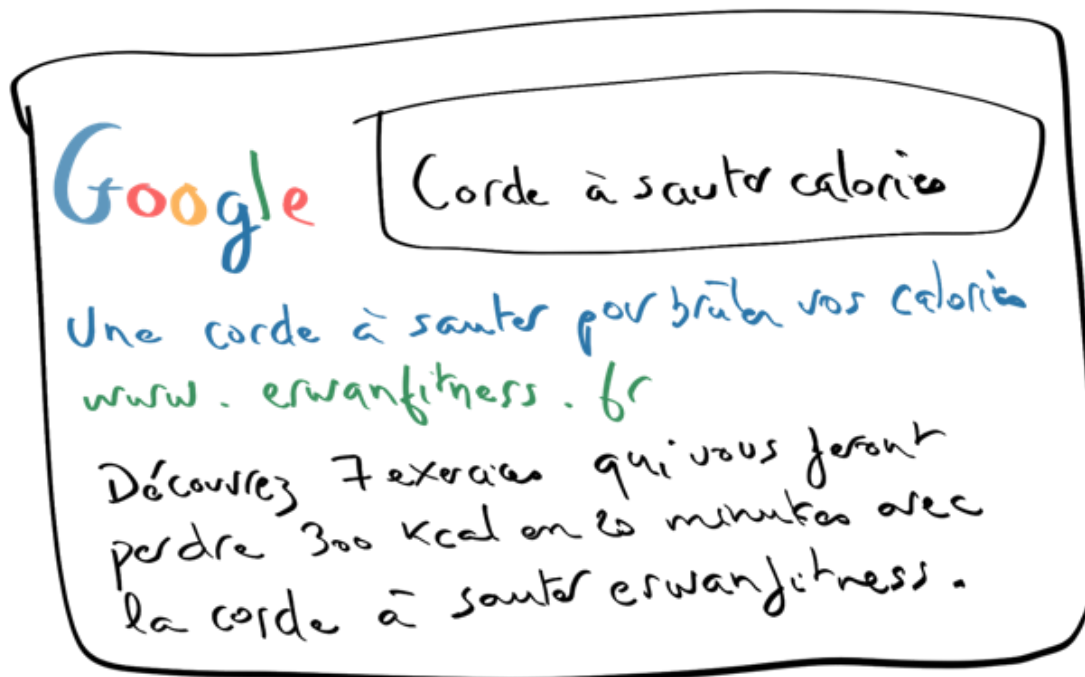 Google
Corde à sauter calories
Une corde à sauter pour brûler vos calories
www.erwanfitness.fr
Découvrez 7 exercices qui vous feront
perdre 300 Kcal en 20 minutes avec
la corde à sauter erwanfitness.